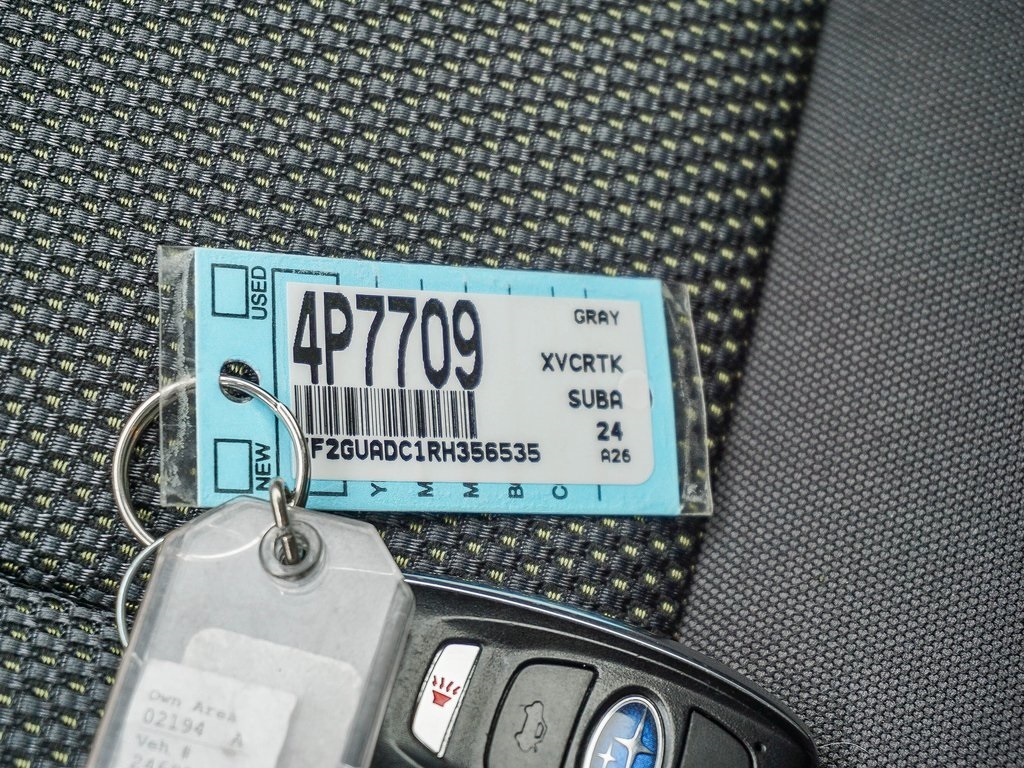 USED
NEW
4P7709
GRAY
XVCRTK
SUBA
24
A26
F2GUADC1RH356535
Y
M
M
B
C
Own Area
02194 A
Veh #